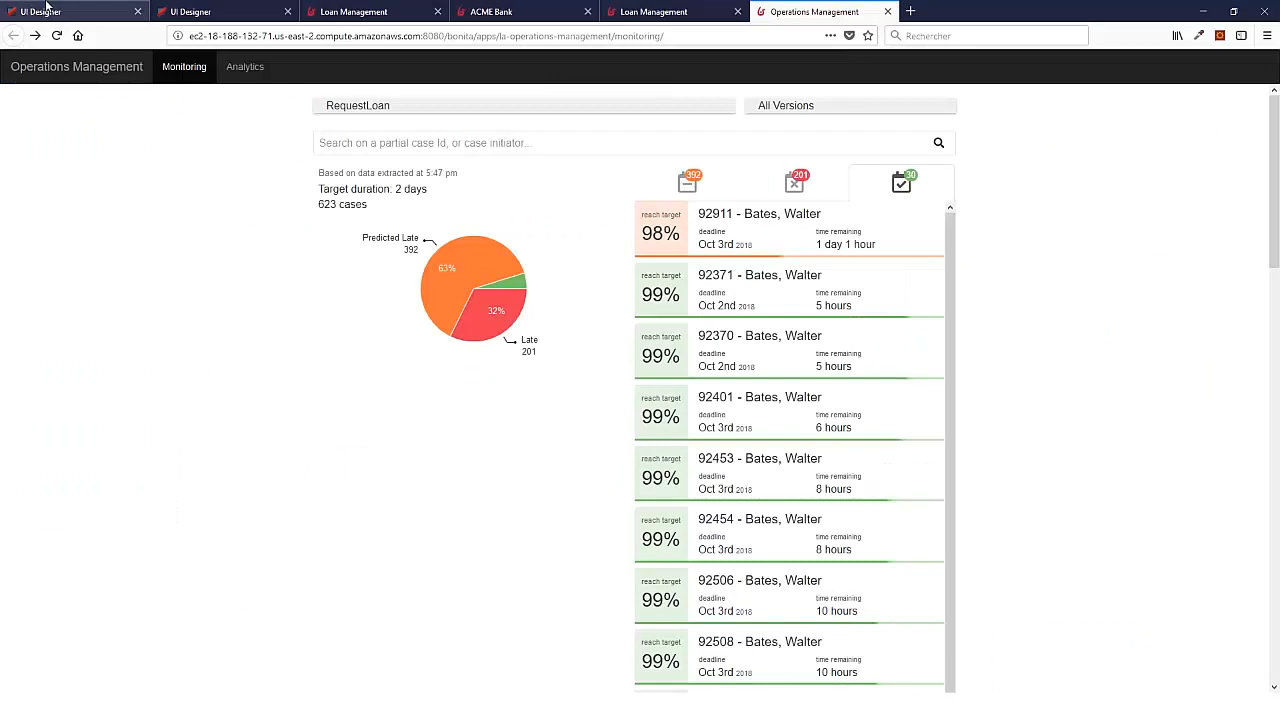 UI Designer
UI Designer
Loan Management
ACME Bank
Loan Management
Operations Management
ec2-18-188-132-71.us-east-2.compute.amazonaws.com:8080/bonita/apps/la-operations-management/monitoring/
Rechercher
Operations Management
Monitoring
Analytics
RequestLoan
All Versions
Search on a partial case Id, or case initiator...
Based on data extracted at 5:47 pm
Target duration: 2 days
623 cases
392
201
30
Predicted Late
392
63%
32%
Late
201
reach target
98%
92911 - Bates, Walter
deadline
time remaining
Oct 3rd 2018
1 day 1 hour
reach target
99%
92371 - Bates, Walter
deadline
time remaining
Oct 2nd 2018
5 hours
reach target
99%
92370 - Bates, Walter
deadline
time remaining
Oct 2nd 2018
5 hours
reach target
99%
92401 - Bates, Walter
deadline
time remaining
Oct 3rd 2018
6 hours
reach target
99%
92453 - Bates, Walter
deadline
time remaining
Oct 3rd 2018
8 hours
reach target
99%
92454 - Bates, Walter
deadline
time remaining
Oct 3rd 2018
8 hours
reach target
99%
92506 - Bates, Walter
deadline
time remaining
Oct 3rd 2018
10 hours
reach target
99%
92508 - Bates, Walter
deadline
time remaining
Oct 3rd 2018
10 hours